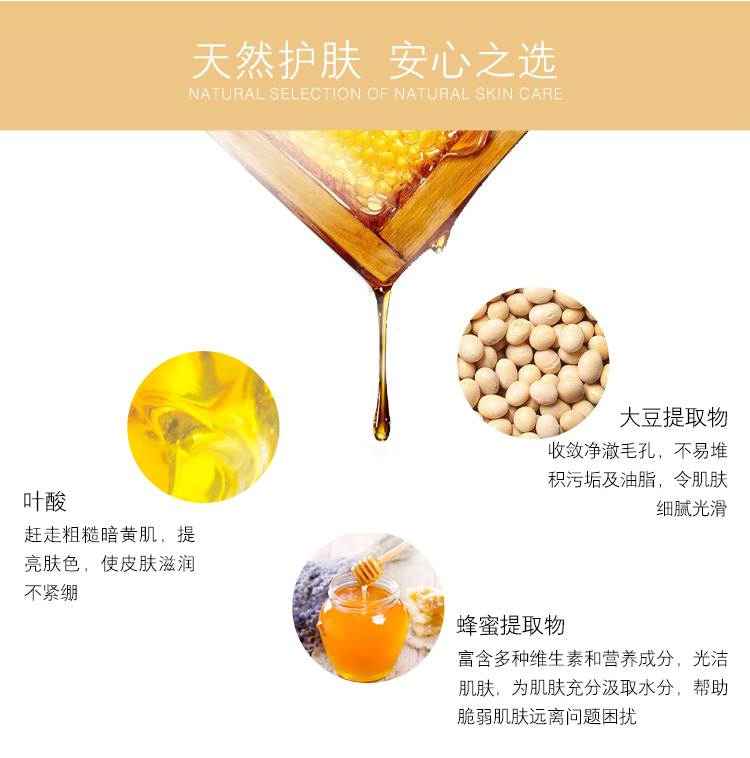 天然护肤 安心之选
NATURAL SELECTION OF NATURAL SKIN CARE
大豆提取物
收敛净澈毛孔，不易堆
积污垢及油脂，令肌肤
细腻光滑
叶酸
赶走粗糙暗黄肌，提
亮肤色，使皮肤滋润
不紧绷
蜂蜜提取物
富含多种维生素和营养成分，光洁
肌肤，为肌肤充分汲取水分，帮助
脆弱肌肤远离问题困扰